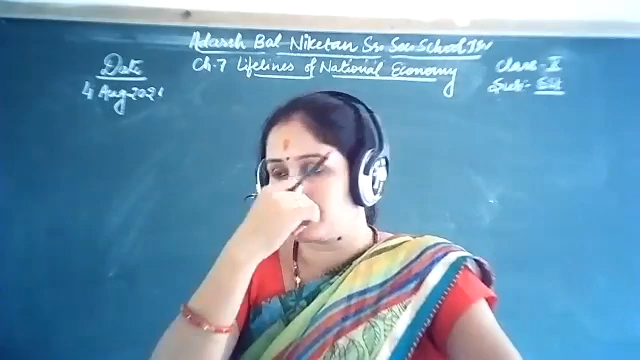 Adarsh Bal Niketan Sr. Sec. School
Date
Ch-7 Lifelines of National Economy
Class - X
4 Aug 2021
Sub:- SSt